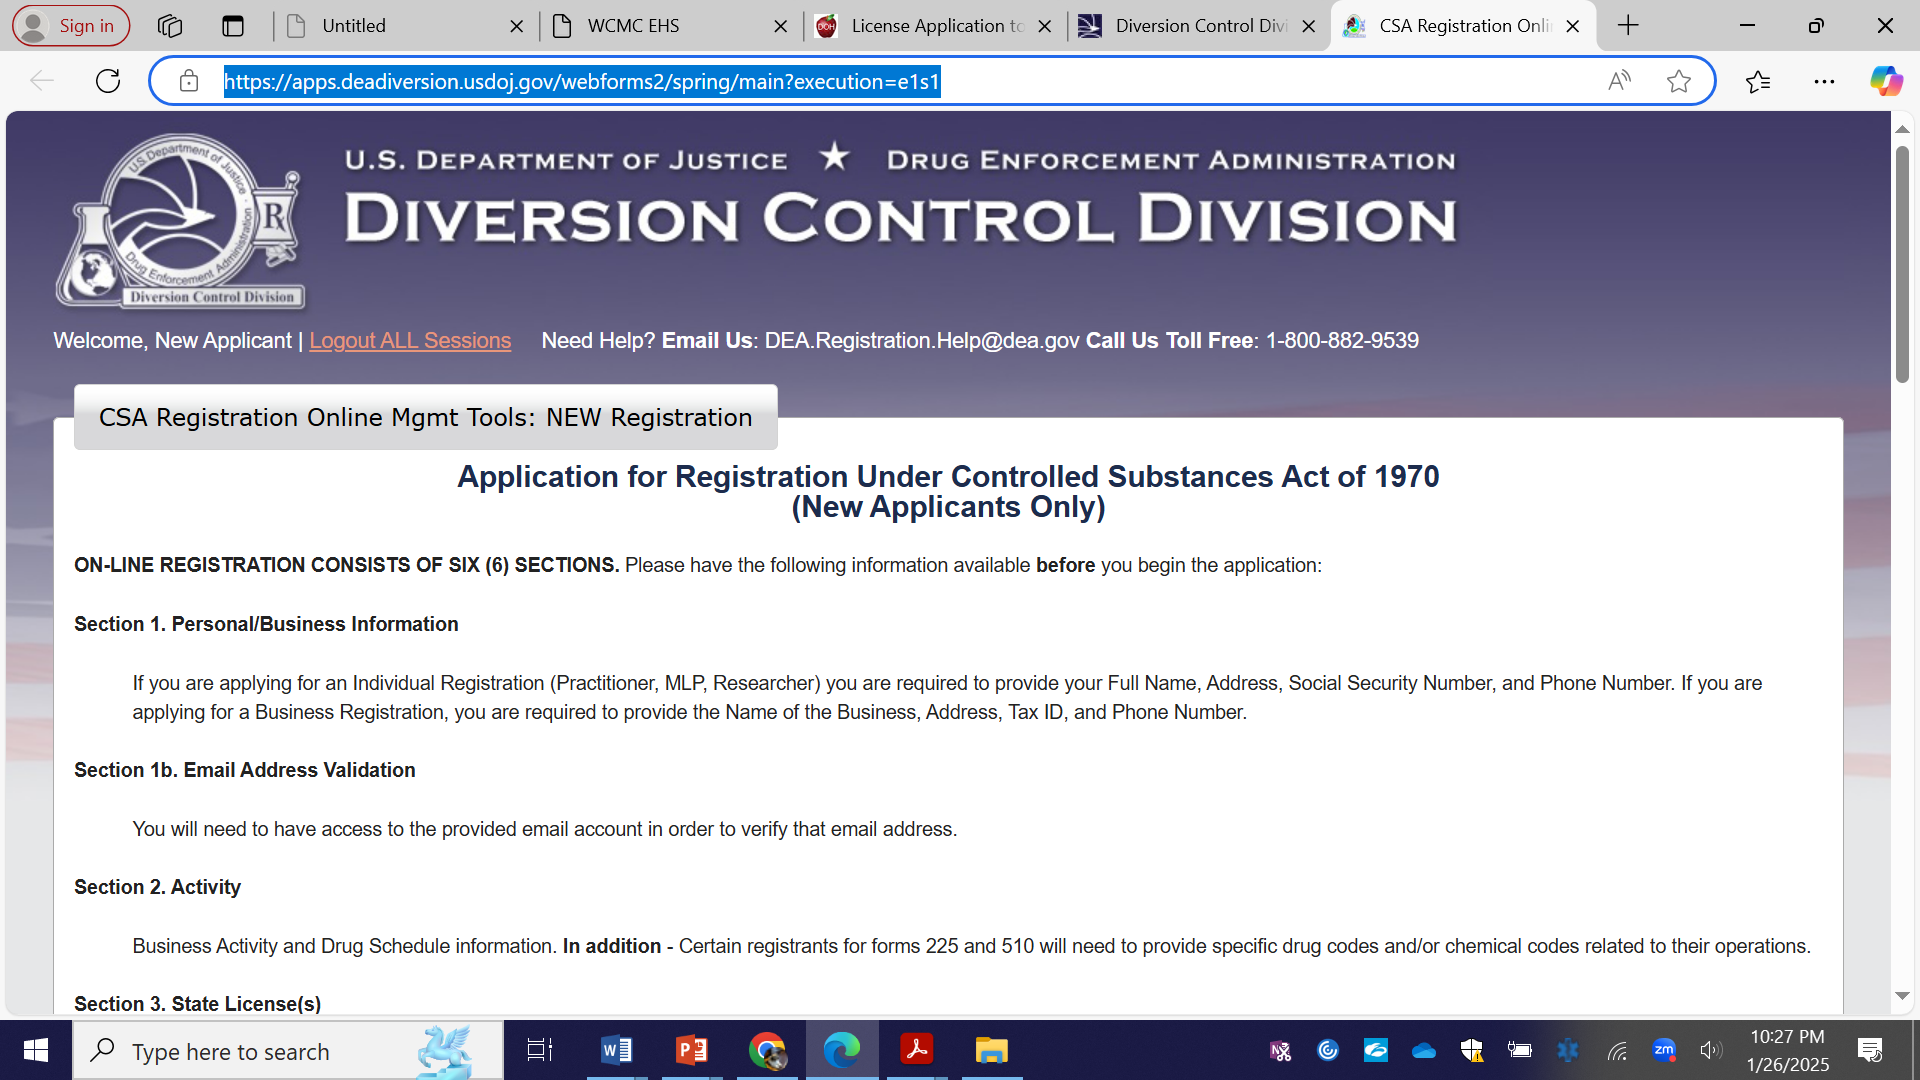 Sign in
Untitled
WCMC EHS
License Application to
Diversion Control Divi
CSA Registration Onli
https://apps.deadiversion.usdoj.gov/webforms2/spring/main?execution=e1s1
U.S. Department of Justice
Rx
Drug Enforcement Administration
Diversion Control Division
U.S. DEPARTMENT OF JUSTICE ★ DRUG ENFORCEMENT ADMINISTRATION
DIVERSION CONTROL DIVISION
Welcome, New Applicant | Logout ALL Sessions Need Help? Email Us: DEA.Registration.Help@dea.gov Call Us Toll Free: 1-800-882-9539
CSA Registration Online Mgmt Tools: NEW Registration
Application for Registration Under Controlled Substances Act of 1970
(New Applicants Only)
ON-LINE REGISTRATION CONSISTS OF SIX (6) SECTIONS. Please have the following information available before you begin the application:
Section 1. Personal/Business Information
If you are applying for an Individual Registration (Practitioner, MLP, Researcher) you are required to provide your Full Name, Address, Social Security Number, and Phone Number. If you are
applying for a Business Registration, you are required to provide the Name of the Business, Address, Tax ID, and Phone Number.
Section 1b. Email Address Validation
You will need to have access to the provided email account in order to verify that email address.
Section 2. Activity
Business Activity and Drug Schedule information. In addition - Certain registrants for forms 225 and 510 will need to provide specific drug codes and/or chemical codes related to their operations.
Section 3. State License(s)
Type here to search
10:27 PM
1/26/2025